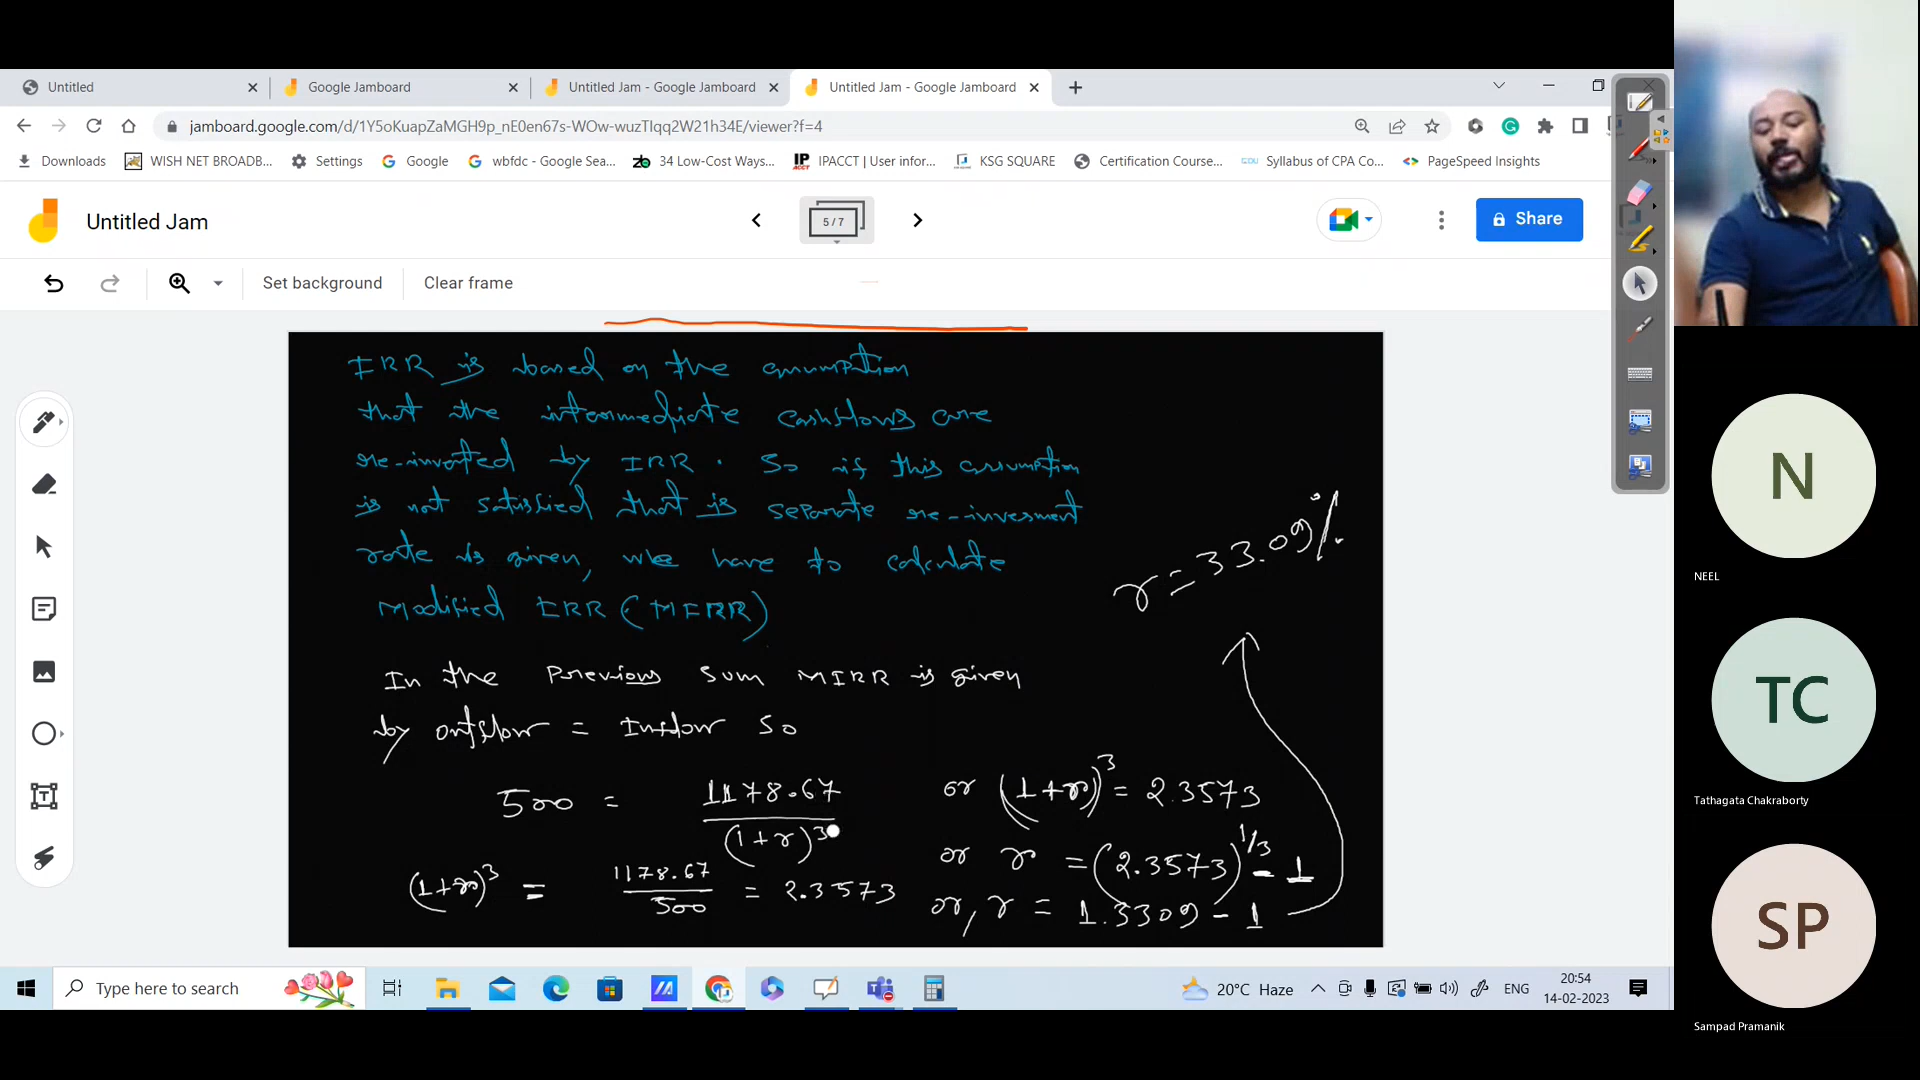 Untitled
Google Jamboard
Untitled Jam - Google Jamboard
Untitled Jam - Google Jamboard
jamboard.google.com/d/1Y5oKuapZaMGH9p_nE0en67s-WOw-wuzTIqq2W21h34E/viewer?f=4
Downloads
WISH NET BROADB...
Settings
Google
wbfdc - Google Sea...
34 Low-Cost Ways...
IPACCT | User infor...
KSG SQUARE
Certification Course...
Syllabus of CPA Co...
PageSpeed Insights
Untitled Jam
5 / 7
Share
Set background
Clear frame
IRR is based on the assumption
that the intermediate cashflows are
re-invested by IRR. So if this assumption
is not satisfied that is separate re-invesment
rate is given, we have to calculate
Modified IRR (MIRR)
r = 33.09%
In the previous sum MIRR is given
by outflow = Inflow so
500 = 1178.67 / (1+r)^3
(1+r)^3 = 1178.67 / 500 = 2.3573
or (1+r)^3 = 2.3573
or r = (2.3573)^1/3 - 1
or, r = 1.3309 - 1
N
NEEL
TC
Tathagata Chakraborty
SP
Sampad Pramanik
Type here to search
20°C Haze
ENG
20:54
14-02-2023